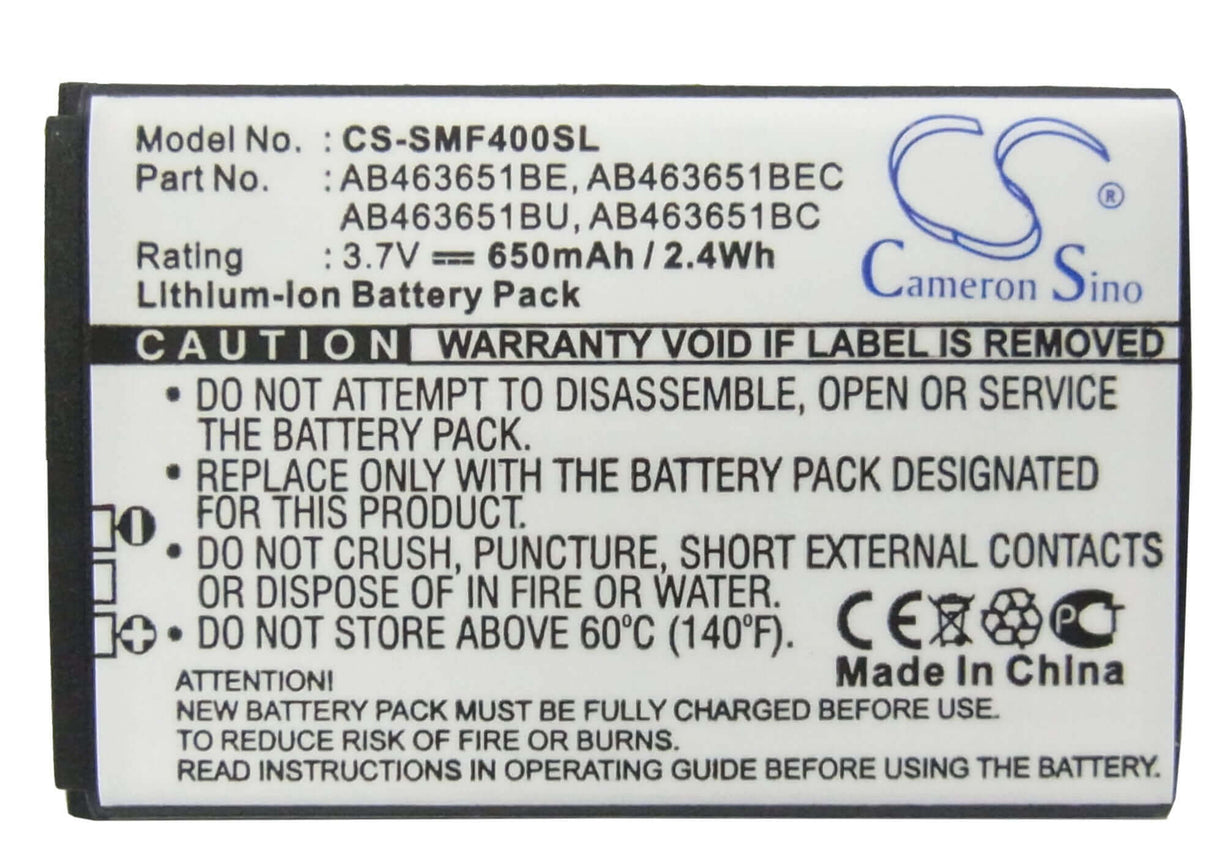 Model No. : CS-SMF400SL
Part No. : AB463651BE, AB463651BEC
AB463651BU, AB463651BC
Rating : 3.7V 650mAh / 2.4Wh
Lithium-Ion Battery Pack
CS ®
Cameron Sino
CAUTION WARRANTY VOID IF LABEL IS REMOVED
• DO NOT ATTEMPT TO DISASSEMBLE, OPEN OR SERVICE
THE BATTERY PACK.
• REPLACE ONLY WITH THE BATTERY PACK DESIGNATED
FOR THIS PRODUCT.
• DO NOT CRUSH, PUNCTURE, SHORT EXTERNAL CONTACTS
OR DISPOSE OF IN FIRE OR WATER.
• DO NOT STORE ABOVE 60°C (140°F).
CE PCT
Made In China
ATTENTION!
NEW BATTERY PACK MUST BE FULLY CHARGED BEFORE USE.
TO REDUCE RISK OF FIRE OR BURNS.
READ INSTRUCTIONS IN OPERATING GUIDE BEFORE USING THE BATTERY.